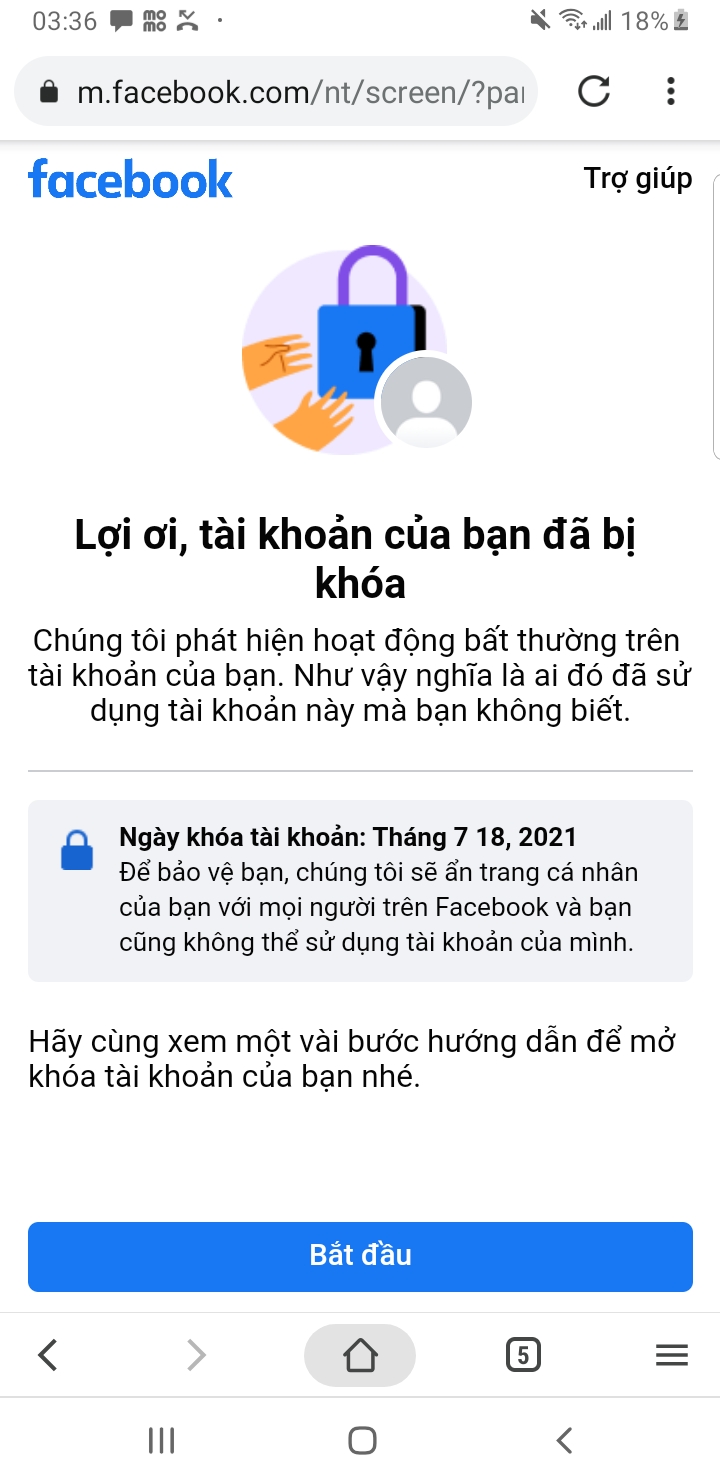 03:36
18%
m.facebook.com/nt/screen/?par
facebook
Trợ giúp
Lợi ơi, tài khoản của bạn đã bị
khóa
Chúng tôi phát hiện hoạt động bất thường trên
tài khoản của bạn. Như vậy nghĩa là ai đó đã sử
dụng tài khoản này mà bạn không biết.
Ngày khóa tài khoản: Tháng 7 18, 2021
Để bảo vệ bạn, chúng tôi sẽ ẩn trang cá nhân
của bạn với mọi người trên Facebook và bạn
cũng không thể sử dụng tài khoản của mình.
Hãy cùng xem một vài bước hướng dẫn để mở
khóa tài khoản của bạn nhé.
Bắt đầu
5